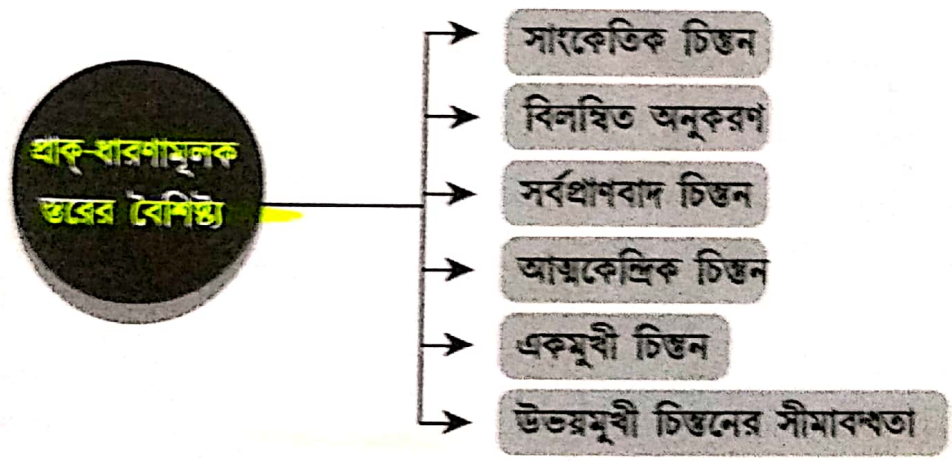 প্রাক্-ধারণামূলক
স্তরের বৈশিষ্ট্য
সাংকেতিক চিন্তন
বিলম্বিত অনুকরণ
সর্বপ্রাণবাদ চিন্তন
আত্মকেন্দ্রিক চিন্তন
একমুখী চিন্তন
উভয়মুখী চিন্তনের সীমাবদ্ধতা